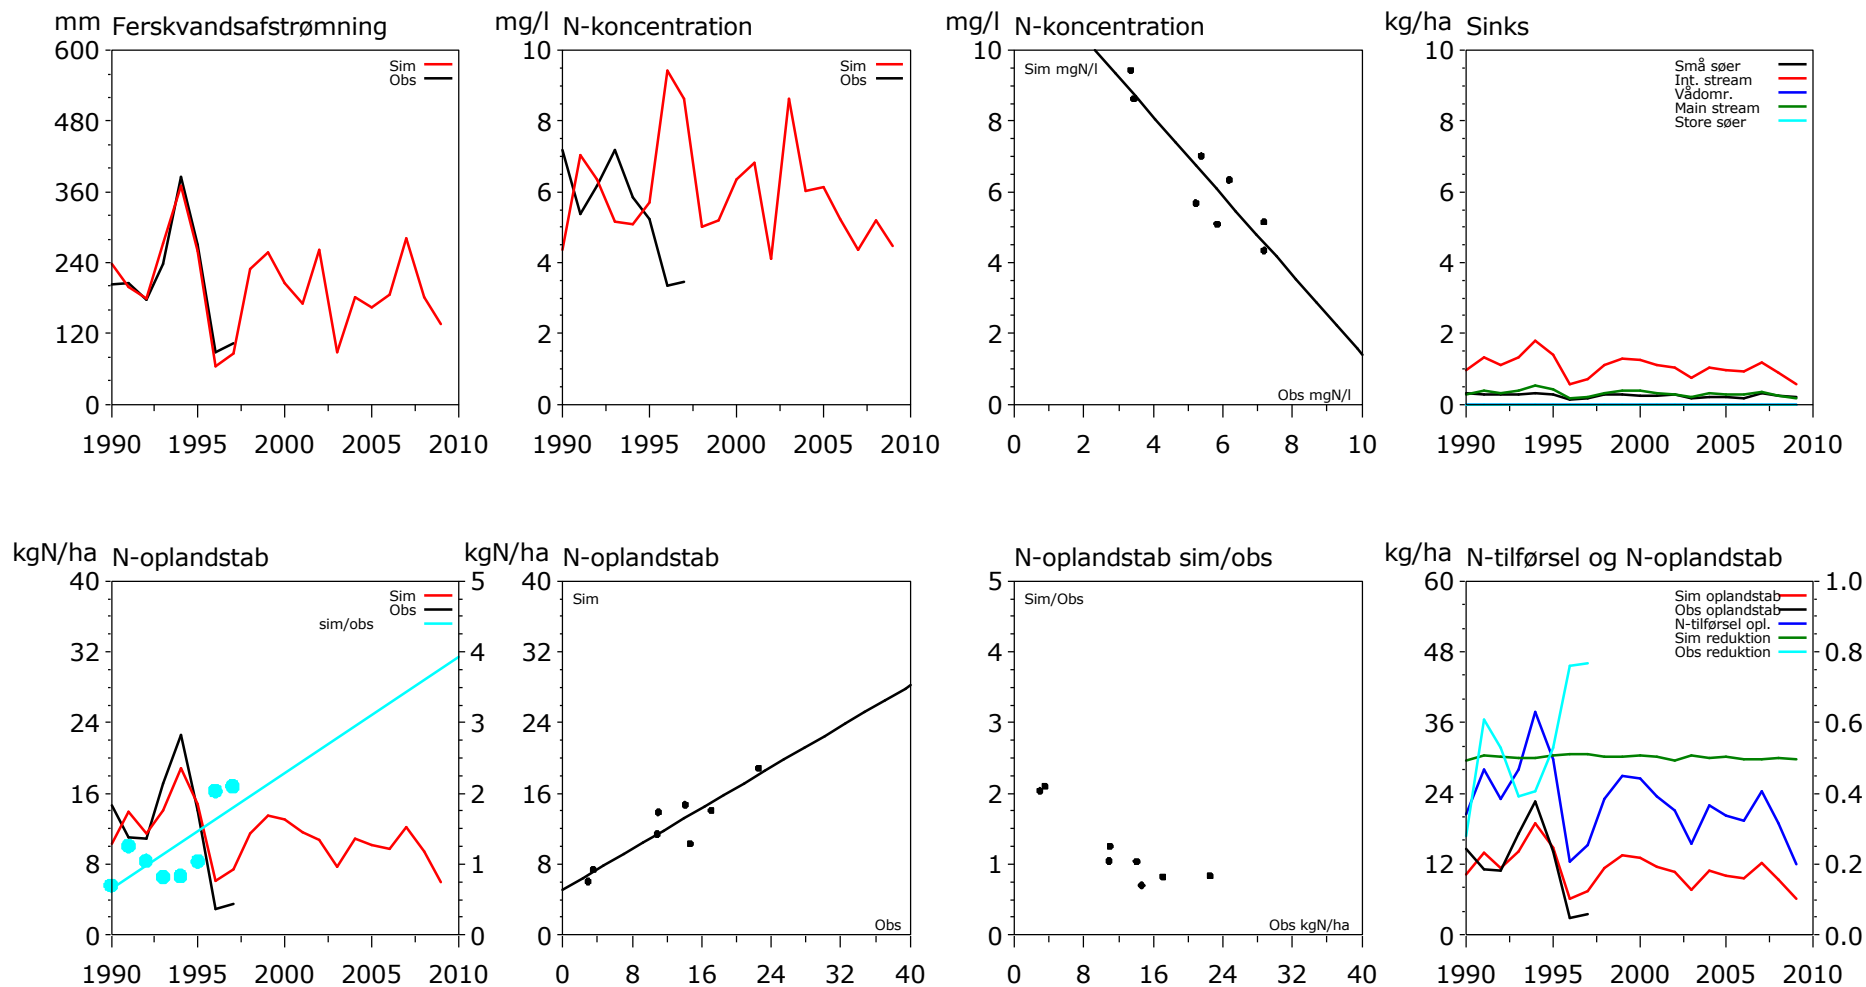 mm Ferskvandsafstrømning
600
480
360
240
120
0
1990 1995 2000 2005 2010
Sim
Obs
mg/l N-koncentration
10
8
6
4
2
0
1990 1995 2000 2005 2010
Sim
Obs
mg/l N-koncentration
10
8
6
4
2
0
0 2 4 6 8 10
Sim mgN/l
Obs mgN/l
kg/ha Sinks
10
8
6
4
2
0
1990 1995 2000 2005 2010
Små søer
Int. stream
Vådomr.
Main stream
Store søer
kgN/ha N-oplandstab
40
32
24
16
8
0
5
4
3
2
1
0
1990 1995 2000 2005 2010
Sim
Obs
sim/obs
kgN/ha N-oplandstab
40
32
24
16
8
0
0 8 16 24 32 40
Sim
Obs
N-oplandstab sim/obs
5
4
3
2
1
0
0 8 16 24 32 40
Sim/Obs
Obs kgN/ha
kg/ha N-tilførsel og N-oplandstab
60
48
36
24
12
0
1.0
0.8
0.6
0.4
0.2
0.0
1990 1995 2000 2005 2010
Sim oplandstab
Obs oplandstab
N-tilførsel opl.
Sim reduktion
Obs reduktion